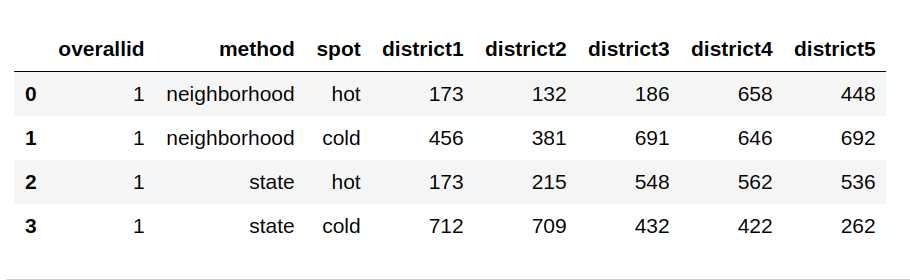 overallid method spot district1 district2 district3 district4 district5
0 1 neighborhood hot 173 132 186 658 448
1 1 neighborhood cold 456 381 691 646 692
2 1 state hot 173 215 548 562 536
3 1 state cold 712 709 432 422 262